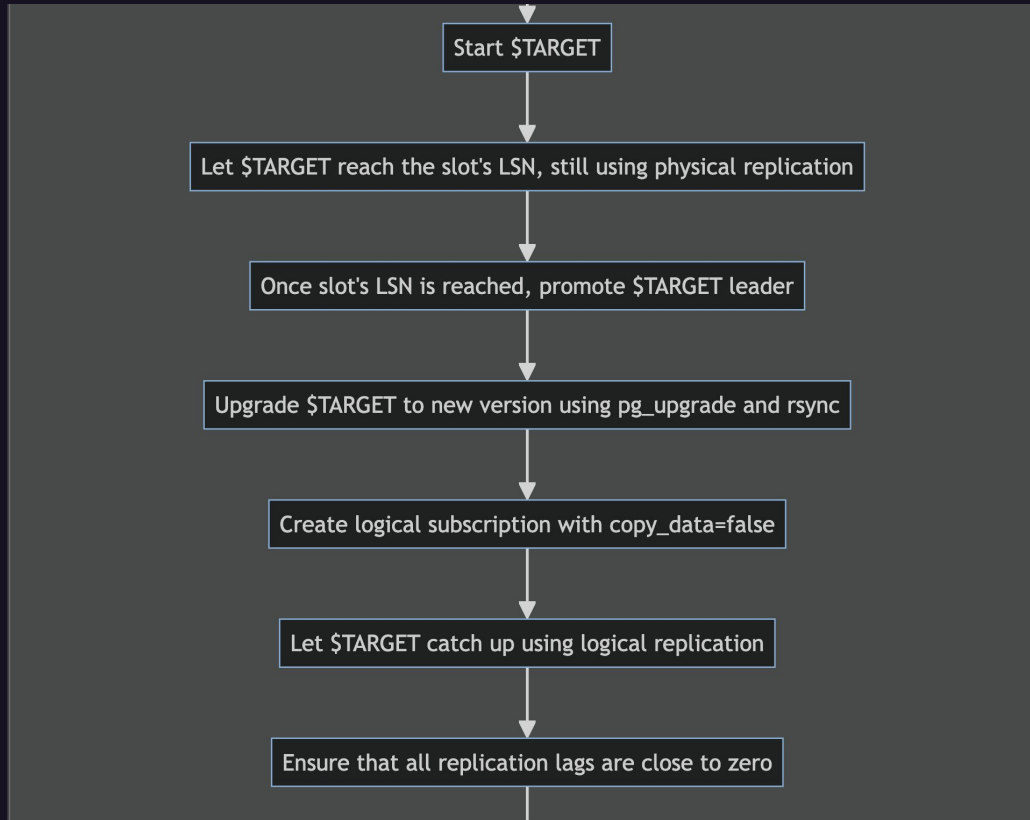 Start $TARGET
Let $TARGET reach the slot's LSN, still using physical replication
Once slot's LSN is reached, promote $TARGET leader
Upgrade $TARGET to new version using pg_upgrade and rsync
Create logical subscription with copy_data=false
Let $TARGET catch up using logical replication
Ensure that all replication lags are close to zero